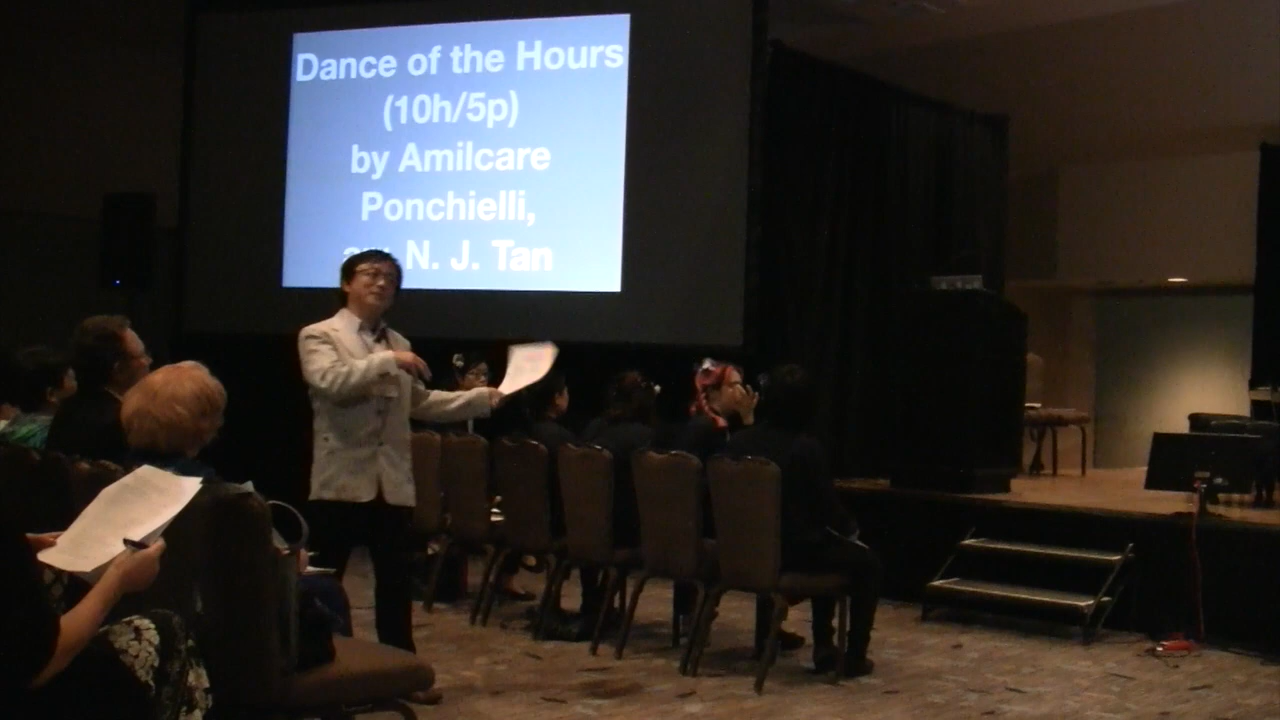 Dance of the Hours
(10h/5p)
by Amilcare
Ponchielli,
N. J. Tan